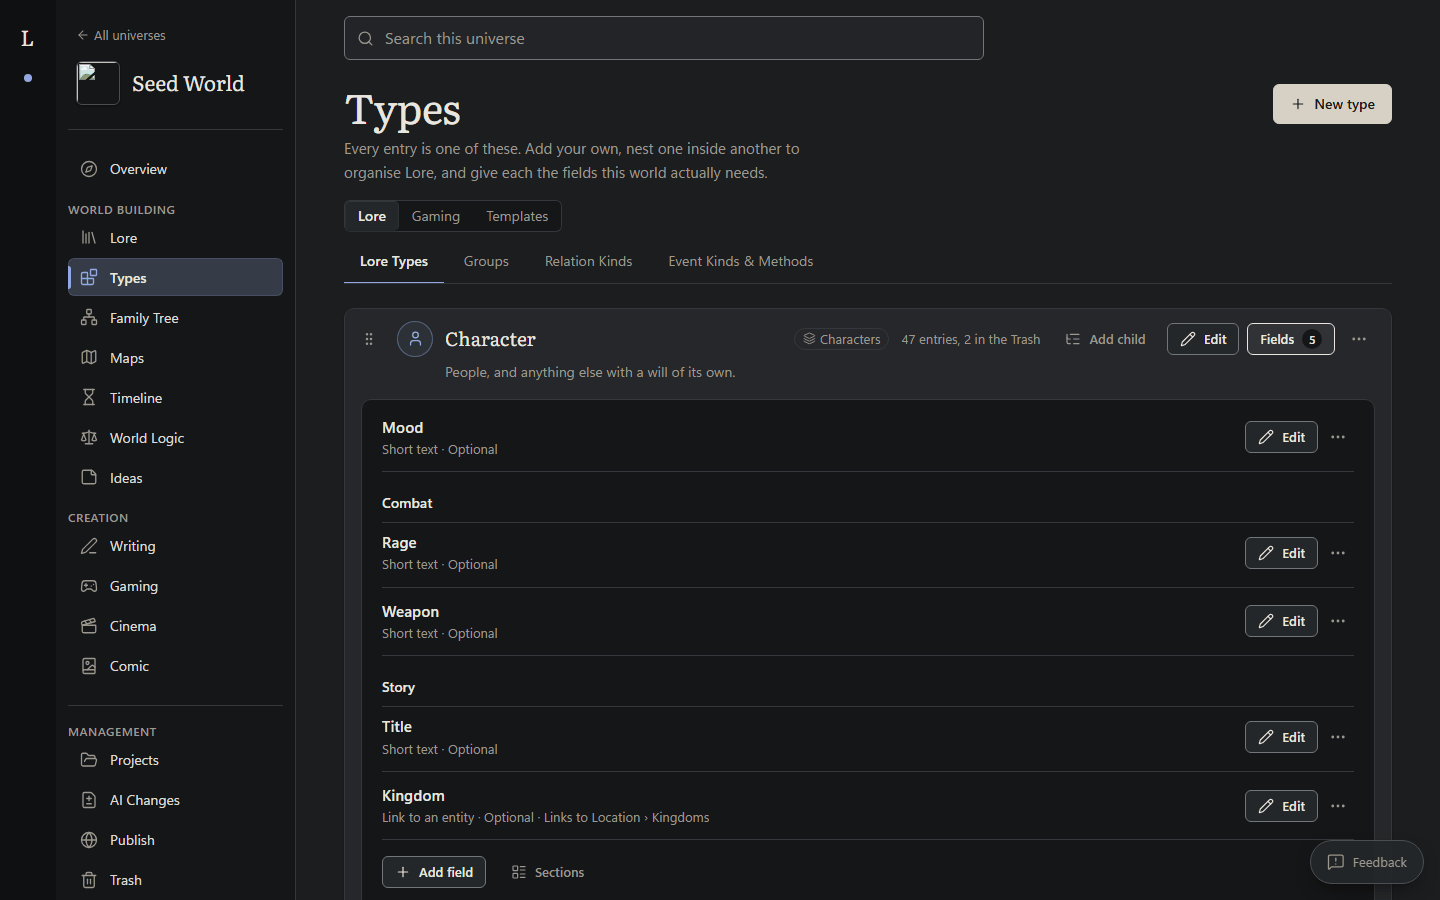 L
All universes
Seed World
Overview
WORLD BUILDING
Lore
Types
Family Tree
Maps
Timeline
World Logic
Ideas
CREATION
Writing
Gaming
Cinema
Comic
MANAGEMENT
Projects
AI Changes
Publish
Trash
Search this universe
Types
New type
Every entry is one of these. Add your own, nest one inside another to
organise Lore, and give each the fields this world actually needs.
Lore Gaming Templates
Lore Types Groups Relation Kinds Event Kinds & Methods
Character Characters 47 entries, 2 in the Trash Add child Edit Fields 5
People, and anything else with a will of its own.
Mood
Short text · Optional
Edit
Combat
Rage
Short text · Optional
Edit
Weapon
Short text · Optional
Edit
Story
Title
Short text · Optional
Edit
Kingdom
Link to an entity · Optional · Links to Location › Kingdoms
Edit
Add field Sections
Feedback